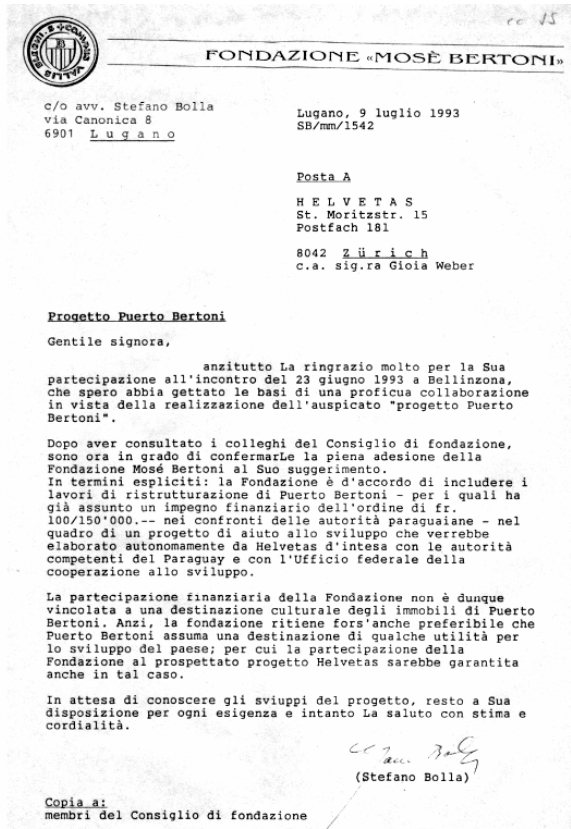 cc 15
FONDAZIONE «MOSÈ BERTONI»
c/o avv. Stefano Bolla
via Canonica 8
6901 L u g a n o
Lugano, 9 luglio 1993
SB/mm/1542
Posta A
H E L V E T A S
St. Moritzstr. 15
Postfach 181
8042 Z ü r i c h
c.a. sig.ra Gioia Weber
Progetto Puerto Bertoni
Gentile signora,
anzitutto La ringrazio molto per la Sua
partecipazione all'incontro del 23 giugno 1993 a Bellinzona,
che spero abbia gettato le basi di una proficua collaborazione
in vista della realizzazione dell'auspicato "progetto Puerto
Bertoni".
Dopo aver consultato i colleghi del Consiglio di fondazione,
sono ora in grado di confermarLe la piena adesione della
Fondazione Mosé Bertoni al Suo suggerimento.
In termini espliciti: la Fondazione è d'accordo di includere i
lavori di ristrutturazione di Puerto Bertoni - per i quali ha
già assunto un impegno finanziario dell'ordine di fr.
100/150'000.-- nei confronti delle autorità paraguaiane - nel
quadro di un progetto di aiuto allo sviluppo che verrebbe
elaborato autonomamente da Helvetas d'intesa con le autorità
competenti del Paraguay e con l'Ufficio federale della
cooperazione allo sviluppo.
La partecipazione finanziaria della Fondazione non è dunque
vincolata a una destinazione culturale degli immobili di Puerto
Bertoni. Anzi, la fondazione ritiene fors'anche preferibile che
Puerto Bertoni assuma una destinazione di qualche utilità per
lo sviluppo del paese; per cui la partecipazione della
Fondazione al prospettato progetto Helvetas sarebbe garantita
anche in tal caso.
In attesa di conoscere gli sviuppi del progetto, resto a Sua
disposizione per ogni esigenza e intanto La saluto con stima e
cordialità.
(Stefano Bolla)
Copia a:
membri del Consiglio di fondazione